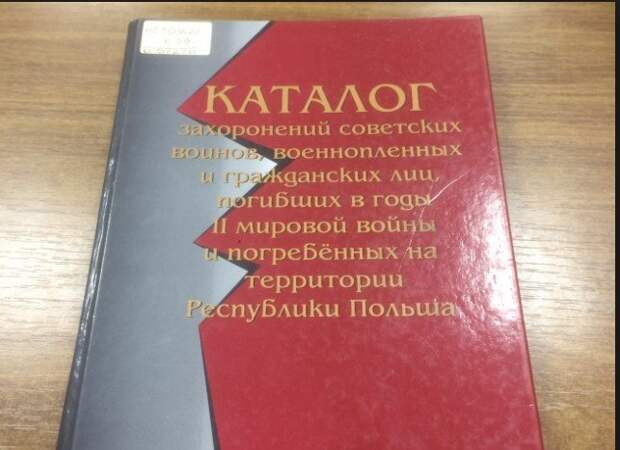 КАТАЛОГ
захоронений советских
воинов, военнопленных
и гражданских лиц,
погибших в годы
II мировой войны
и погребённых на
территории
Республики Польша